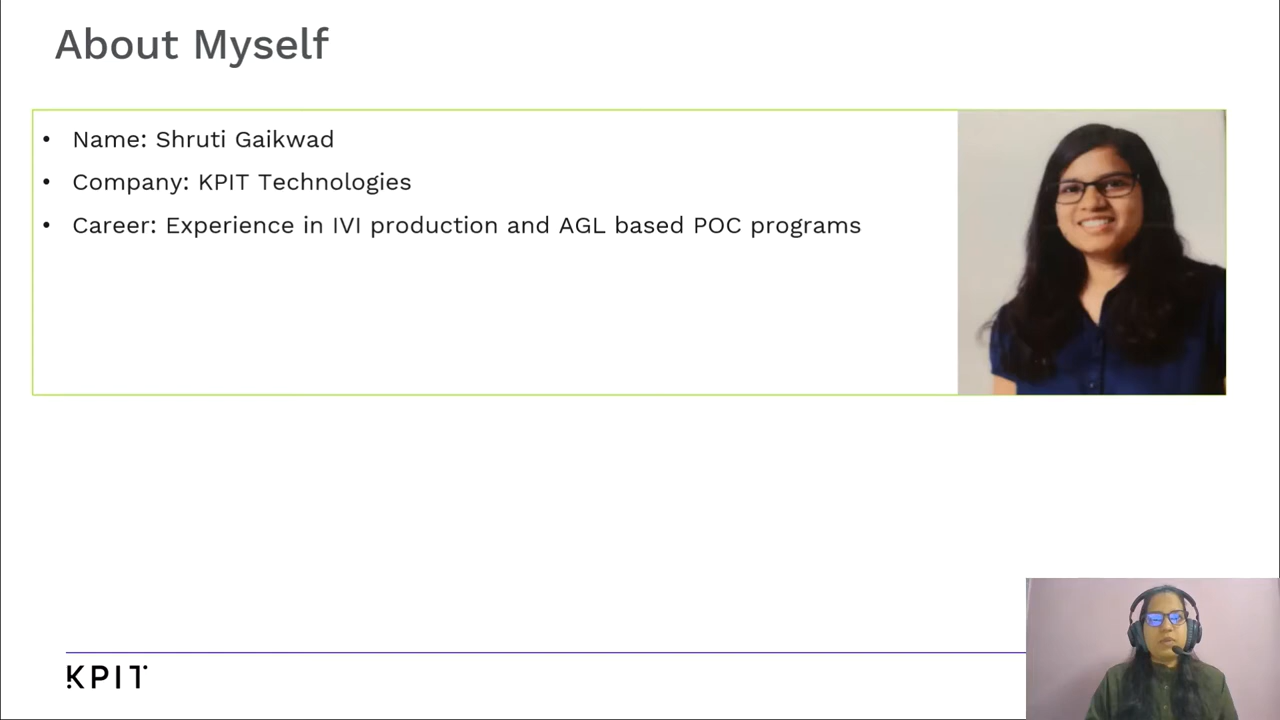 About Myself
• Name: Shruti Gaikwad
• Company: KPIT Technologies
• Career: Experience in IVI production and AGL based POC programs
KPIT